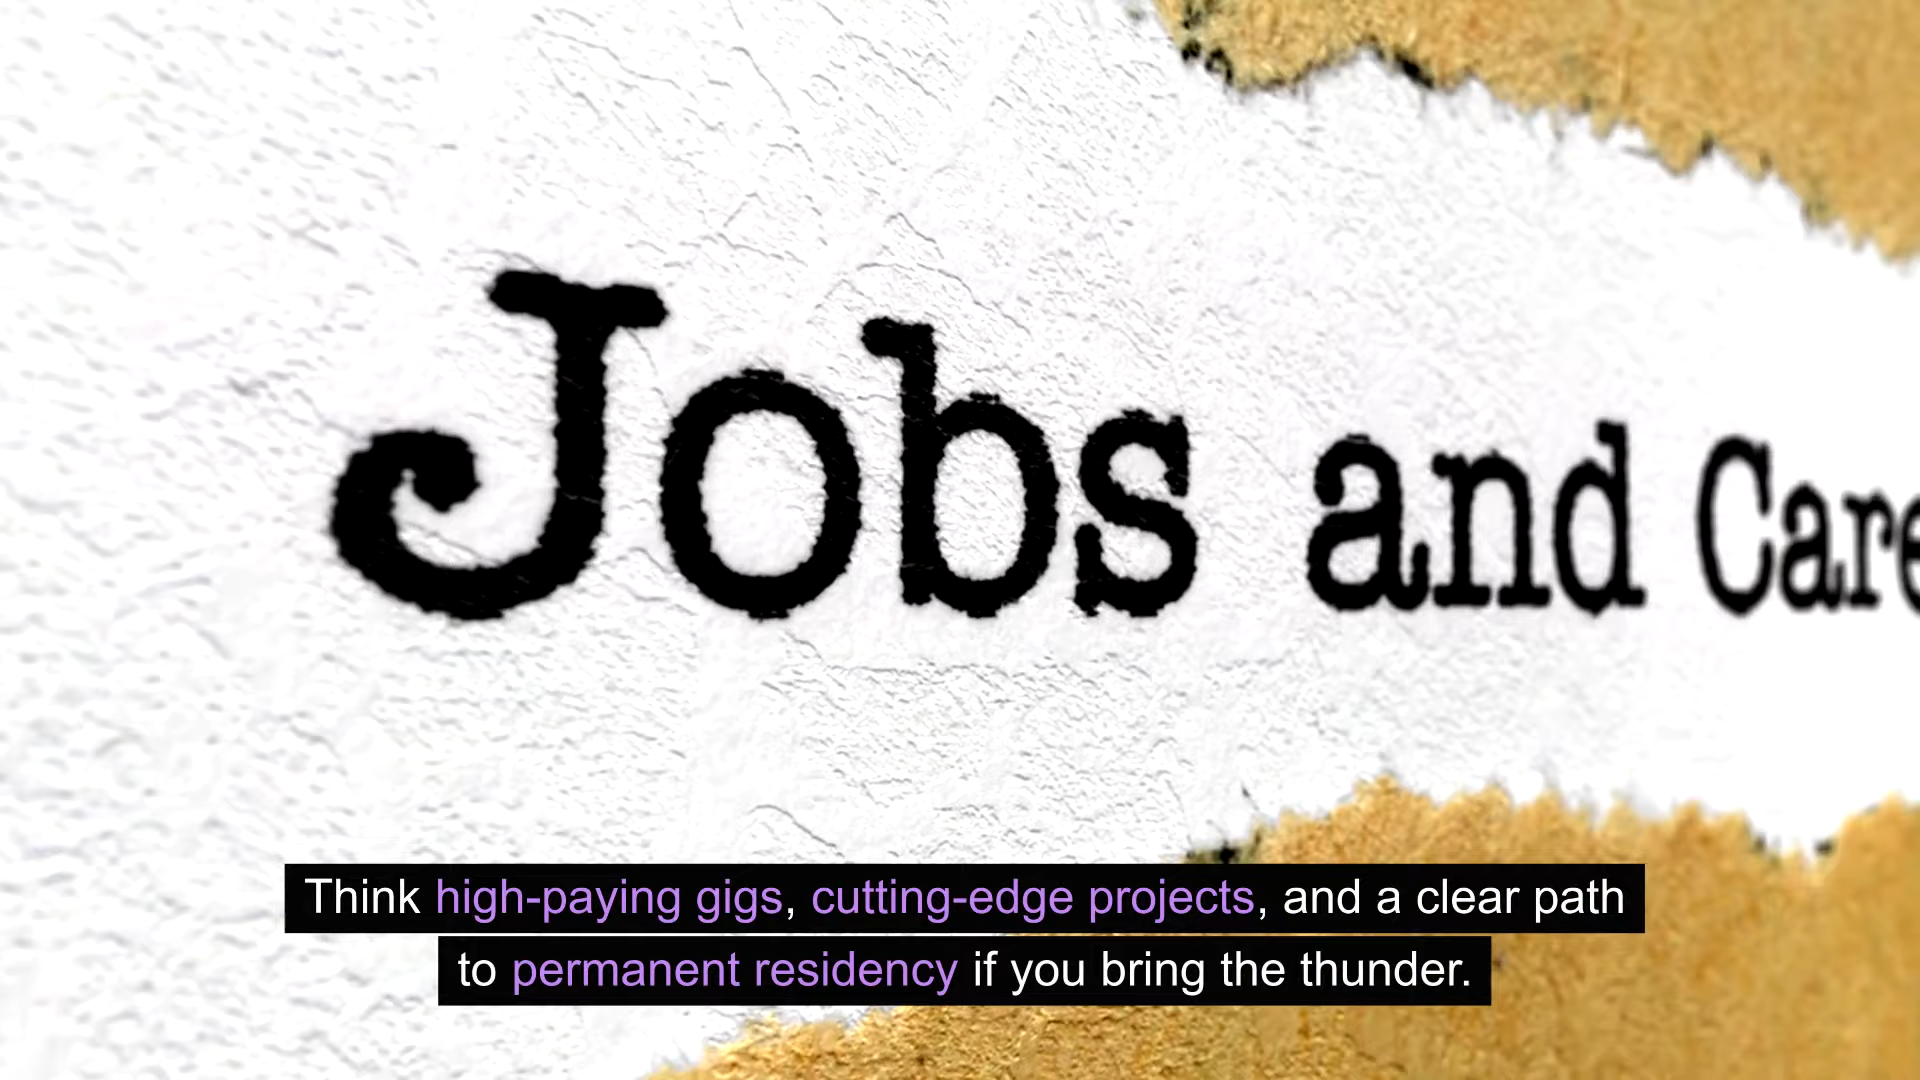 Jobs and Care
Think high-paying gigs, cutting-edge projects, and a clear path
to permanent residency if you bring the thunder.